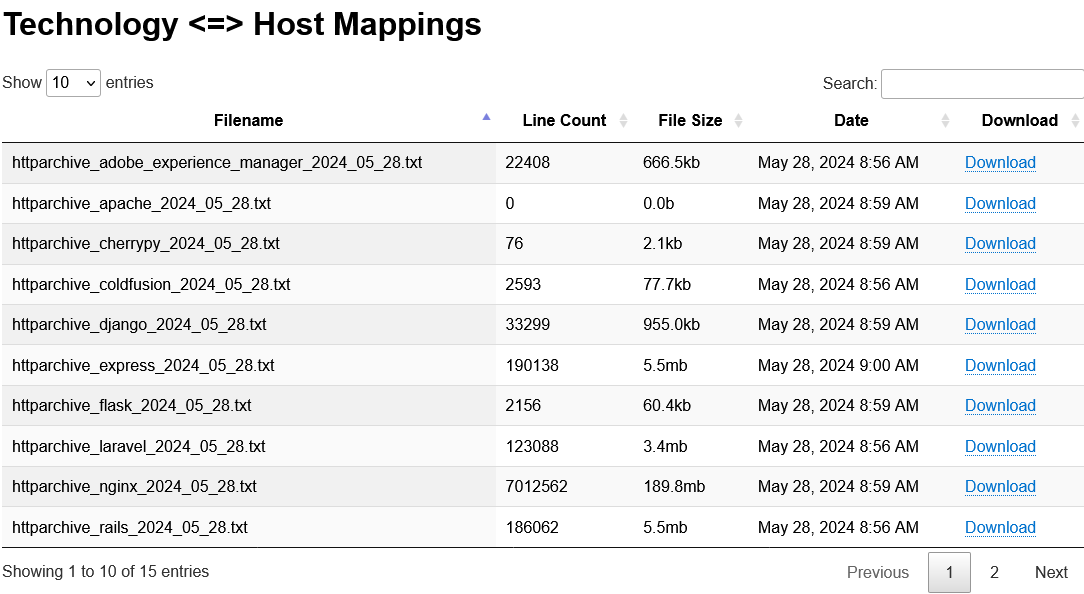 Technology <=> Host Mappings
Show 10 entries Search:
Filename Line Count File Size Date Download
httparchive_adobe_experience_manager_2024_05_28.txt 22408 666.5kb May 28, 2024 8:56 AM Download
httparchive_apache_2024_05_28.txt 0 0.0b May 28, 2024 8:59 AM Download
httparchive_cherrypy_2024_05_28.txt 76 2.1kb May 28, 2024 8:59 AM Download
httparchive_coldfusion_2024_05_28.txt 2593 77.7kb May 28, 2024 8:56 AM Download
httparchive_django_2024_05_28.txt 33299 955.0kb May 28, 2024 8:59 AM Download
httparchive_express_2024_05_28.txt 190138 5.5mb May 28, 2024 9:00 AM Download
httparchive_flask_2024_05_28.txt 2156 60.4kb May 28, 2024 8:59 AM Download
httparchive_laravel_2024_05_28.txt 123088 3.4mb May 28, 2024 8:56 AM Download
httparchive_nginx_2024_05_28.txt 7012562 189.8mb May 28, 2024 8:59 AM Download
httparchive_rails_2024_05_28.txt 186062 5.5mb May 28, 2024 8:56 AM Download
Showing 1 to 10 of 15 entries Previous 1 2 Next